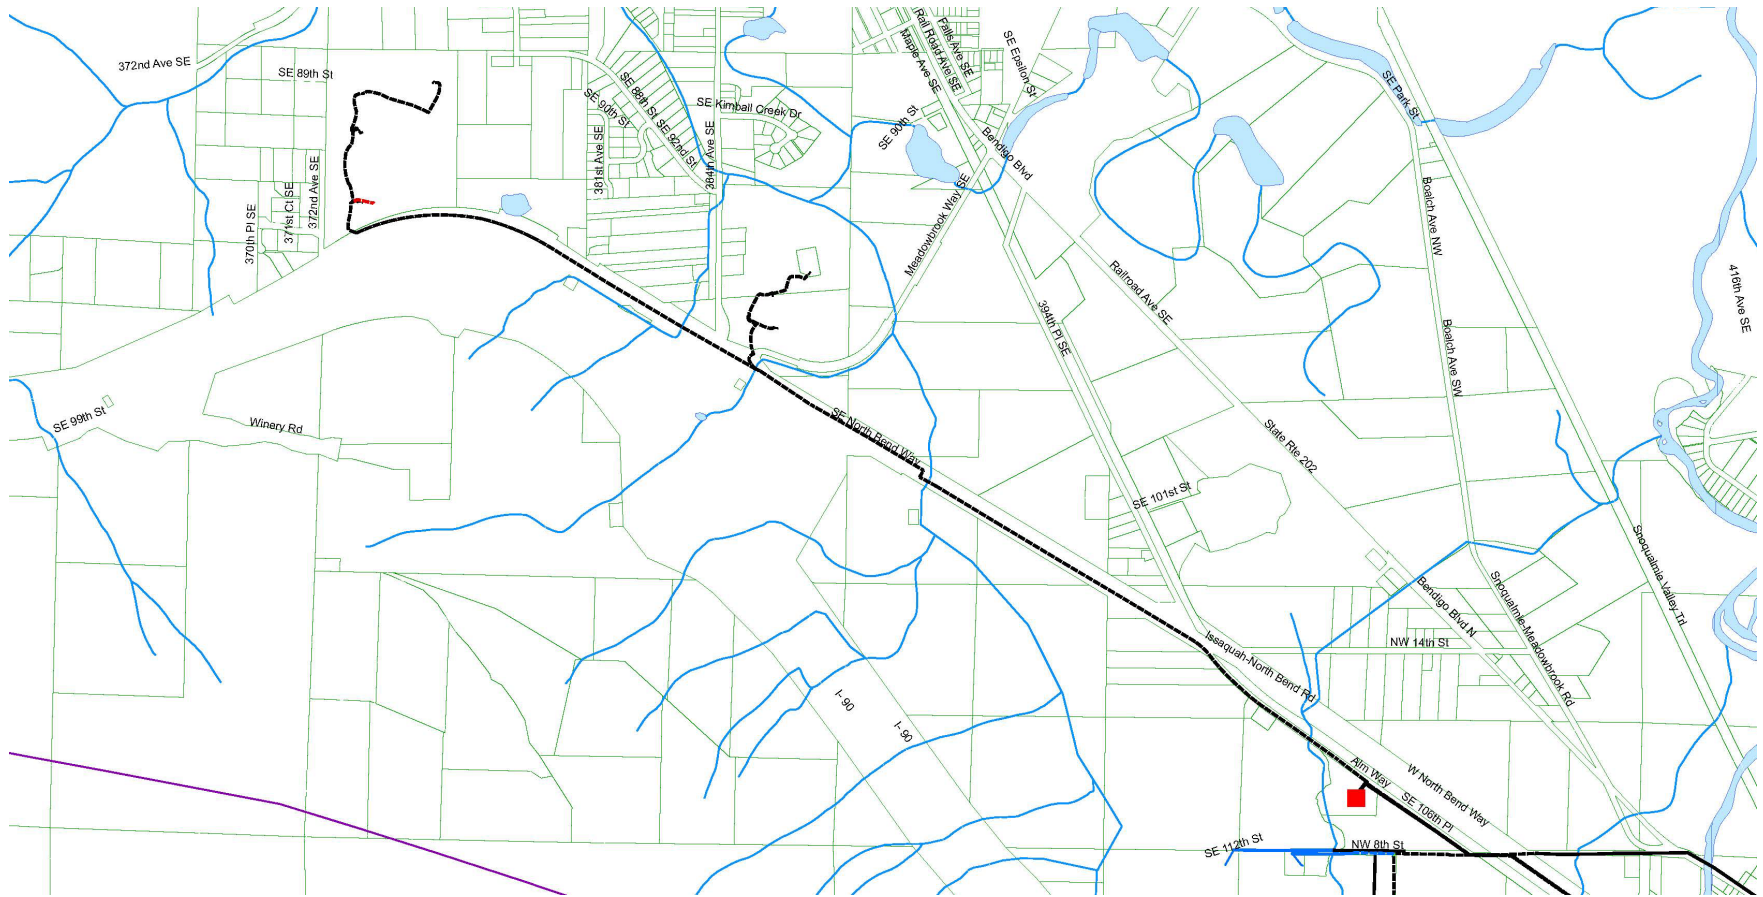 372nd Ave SE
SE 89th St
SE 88th St
SE 90th St
SE 92nd St
381st Ave SE
384th Ave SE
SE Kimball Creek Dr
Maple Ave SE
Rail Road Ave SE
Falls Ave SE
SE Epsilon St
SE 90th St
Bendigo Blvd
Meadowbrook Way SE
SE Park St
Boalch Ave NW
416th Ave SE
370th Pl SE
371st Ct SE
372nd Ave SE
Railroad Ave SE
394th Pl SE
Boalch Ave SW
SE 99th St
Winery Rd
SE North Bend Way
State Rte 202
SE 101st St
Snoqualmie Valley Trl
Bendigo Blvd N
Snoqualmie-Meadowbrook Rd
NW 14th St
Issaquah-North Bend Rd
I- 90
I- 90
Alm Way
W North Bend Way
SE 106th Pl
SE 112th St
NW 8th St